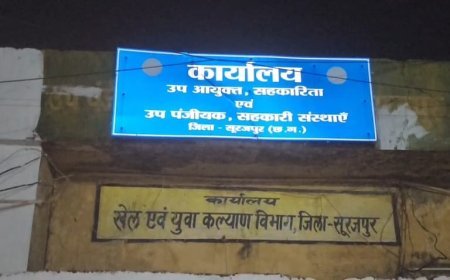 कार्यालय
उप आयुक्त, सहकारिता
एवं
उप पंजीयक, सहकारी संस्थाएँ
जिला - सूरजपुर (छ.ग.)
कार्यालय
खेल एवं युवा कल्याण विभाग, जिला-सूरजपुर